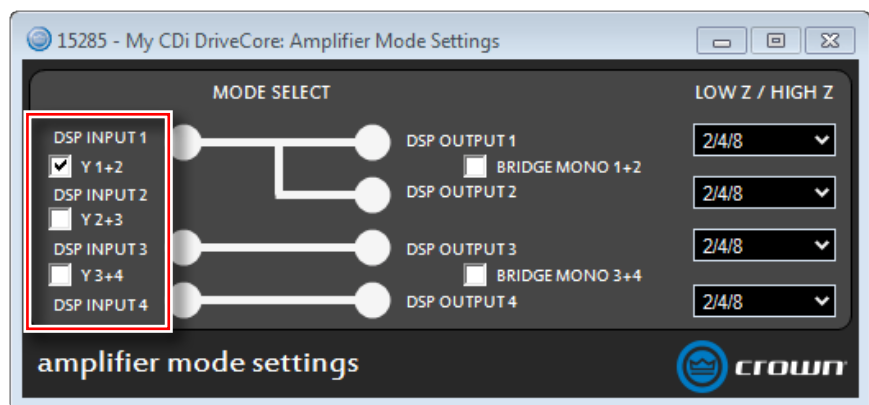 15285 - My CDi DriveCore: Amplifier Mode Settings
MODE SELECT
LOW Z / HIGH Z
DSP INPUT 1
DSP OUTPUT 1
2/4/8
Y 1+2
BRIDGE MONO 1+2
DSP INPUT 2
DSP OUTPUT 2
2/4/8
Y 2+3
DSP INPUT 3
DSP OUTPUT 3
2/4/8
Y 3+4
BRIDGE MONO 3+4
DSP INPUT 4
DSP OUTPUT 4
2/4/8
amplifier mode settings
crown